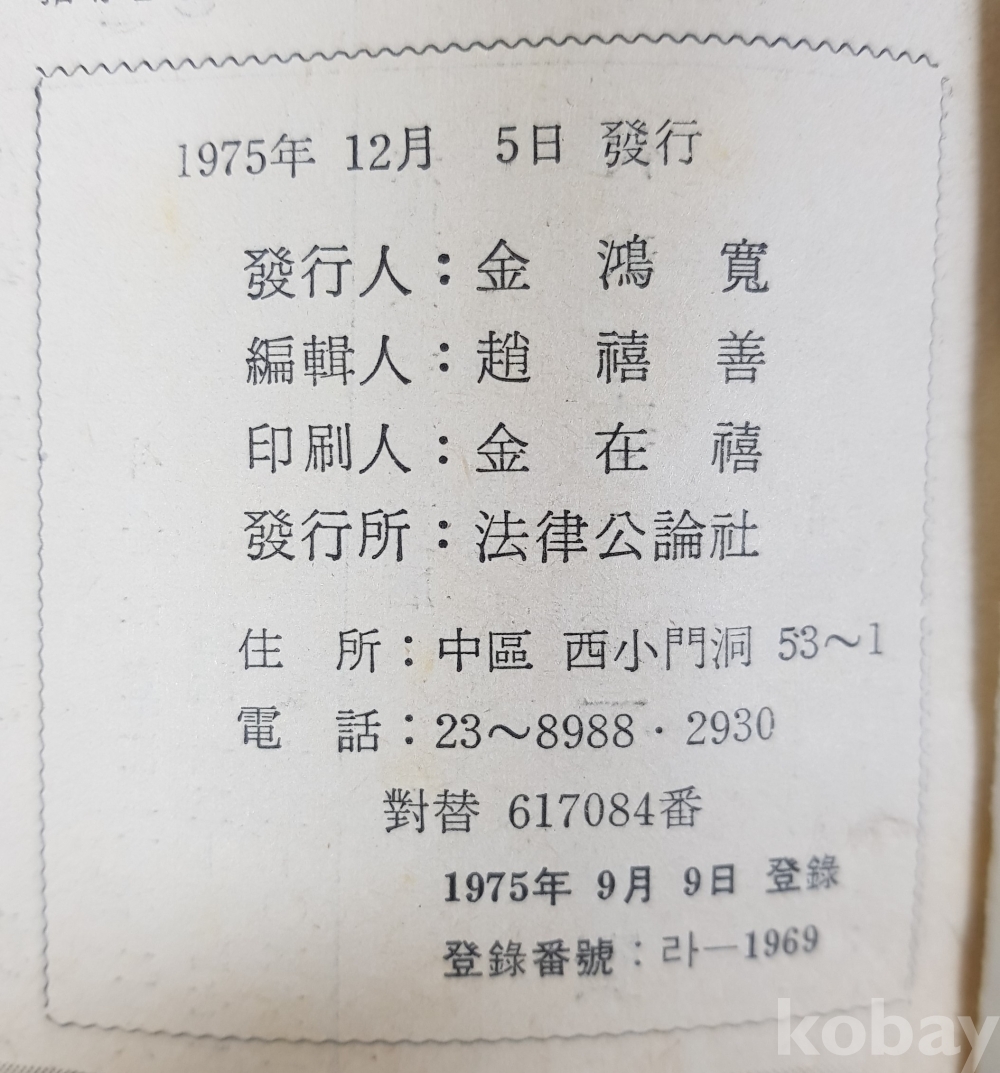 1975年 12月 5日 發行
發行人：金 鴻 寬
編輯人：趙 禧 善
印刷人：金 在 禧
發行所：法律公論社
住 所：中區 西小門洞 53～1
電 話：23～8988·2930
對替 617084番
1975年 9月 9日 登錄
登錄番號：라—1969
kobay